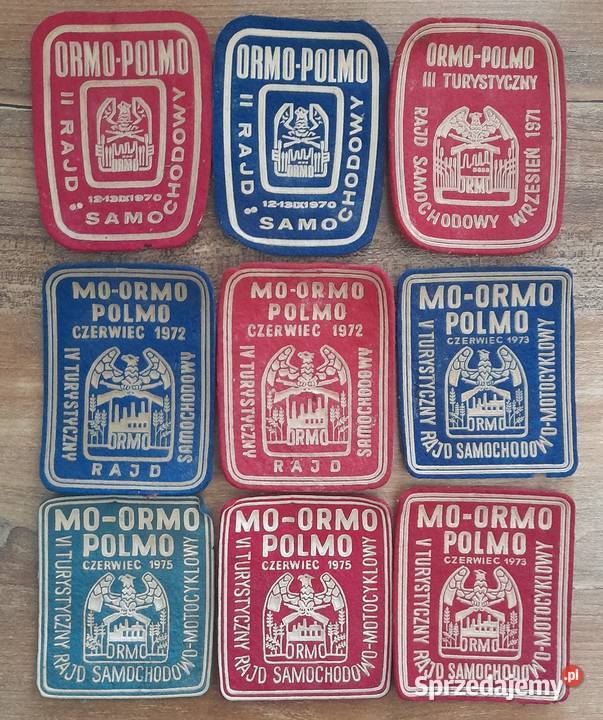 ORMO-POLMO
II RAJD SAMOCHODOWY
12-13 IX 1970
ORMO
ORMO-POLMO
II RAJD SAMOCHODOWY
12-13 IX 1970
ORMO
ORMO-POLMO
III TURYSTYCZNY
RAJD SAMOCHODOWY WRZESIEŃ 1971
ORMO
MO-ORMO
POLMO
CZERWIEC 1972
IV TURYSTYCZNY
SAMOCHODOWY
ORMO
RAJD
MO-ORMO
POLMO
CZERWIEC 1972
IV TURYSTYCZNY
SAMOCHODOWY
ORMO
RAJD
MO-ORMO
POLMO
CZERWIEC 1973
V TURYSTYCZNY RAJD SAMOCHODOWO-MOTOCYKLOWY
ORMO
MO-ORMO
POLMO
CZERWIEC 1975
VI TURYSTYCZNY RAJD SAMOCHODOWO-MOTOCYKLOWY
ORMO
MO-ORMO
POLMO
CZERWIEC 1975
VI TURYSTYCZNY RAJD SAMOCHODOWO-MOTOCYKLOWY
ORMO
MO-ORMO
POLMO
CZERWIEC 1973
V TURYSTYCZNY RAJD SAMOCHODOWO-MOTOCYKLOWY
ORMO
Sprzedajemy.pl